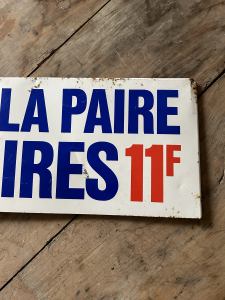 LA PAIRE
IRES 11F